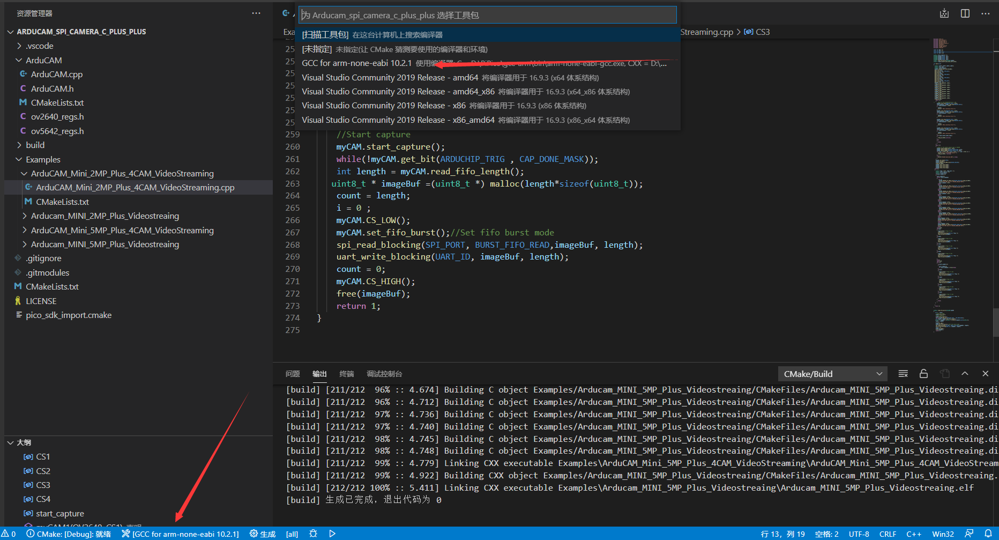 资源管理器
ARDUCAM_SPI_CAMERA_C_PLUS_PLUS
.vscode
ArduCAM
ArduCAM.cpp
ArduCAM.h
CMakeLists.txt
ov2640_regs.h
ov5642_regs.h
build
Examples
ArduCAM_Mini_2MP_Plus_4CAM_VideoStreaming
ArduCAM_Mini_2MP_Plus_4CAM_VideoStreaming.cpp
CMakeLists.txt
Arducam_MINI_2MP_Plus_Videostreaing
ArduCAM_Mini_5MP_Plus_4CAM_VideoStreaming
Arducam_MINI_5MP_Plus_Videostreaing
.gitignore
.gitmodules
CMakeLists.txt
LICENSE
pico_sdk_import.cmake
大纲
CS1
CS2
CS3
CS4
start_capture
为 Arducam_spi_camera_c_plus_plus 选择工具包
Exa
Streaming.cpp > CS3
[扫描工具包] 在这台计算机上搜索编译器
[未指定] 未指定(让 CMake 猜测要使用的编译器和环境)
GCC for arm-none-eabi 10.2.1 使用编译器: arm-none-eabi-gcc.exe, CXX = D:\...
Visual Studio Community 2019 Release - amd64 将编译器用于 16.9.3 (x64 体系结构)
Visual Studio Community 2019 Release - amd64_x86 将编译器用于 16.9.3 (x64_x86 体系结构)
Visual Studio Community 2019 Release - x86 将编译器用于 16.9.3 (x86 体系结构)
Visual Studio Community 2019 Release - x86_amd64 将编译器用于 16.9.3 (x86_x64 体系结构)
259 //Start capture
260 myCAM.start_capture();
261 while(!myCAM.get_bit(ARDUCHIP_TRIG , CAP_DONE_MASK));
262 int length = myCAM.read_fifo_length();
263 uint8_t * imageBuf =(uint8_t *) malloc(length*sizeof(uint8_t));
264 count = length;
265 i = 0 ;
266 myCAM.CS_LOW();
267 myCAM.set_fifo_burst();//Set fifo burst mode
268 spi_read_blocking(SPI_PORT, BURST_FIFO_READ,imageBuf, length);
269 uart_write_blocking(UART_ID, imageBuf, length);
270 count = 0;
271 myCAM.CS_HIGH();
272 free(imageBuf);
273 return 1;
274 }
275
问题 输出 终端 调试控制台 CMake/Build
[build] [211/212 96% :: 4.674] Building C object Examples/Arducam_MINI_5MP_Plus_Videostreaing/CMakeFiles/Arducam_MINI_5MP_Plus_Videostreaing.di
[build] [211/212 96% :: 4.712] Building C object Examples/Arducam_MINI_5MP_Plus_Videostreaing/CMakeFiles/Arducam_MINI_5MP_Plus_Videostreaing.di
[build] [211/212 97% :: 4.736] Building C object Examples/Arducam_MINI_5MP_Plus_Videostreaing/CMakeFiles/Arducam_MINI_5MP_Plus_Videostreaing.di
[build] [211/212 97% :: 4.740] Building C object Examples/Arducam_MINI_5MP_Plus_Videostreaing/CMakeFiles/Arducam_MINI_5MP_Plus_Videostreaing.di
[build] [211/212 98% :: 4.745] Building C object Examples/Arducam_MINI_5MP_Plus_Videostreaing/CMakeFiles/Arducam_MINI_5MP_Plus_Videostreaing.di
[build] [211/212 98% :: 4.748] Building C object Examples/Arducam_MINI_5MP_Plus_Videostreaing/CMakeFiles/Arducam_MINI_5MP_Plus_Videostreaing.di
[build] [211/212 99% :: 4.779] Linking CXX executable Examples\ArduCAM_Mini_5MP_Plus_4CAM_VideoStreaming\ArduCAM_Mini_5MP_Plus_4CAM_VideoStream
[build] [211/212 99% :: 4.922] Building CXX object Examples/Arducam_MINI_5MP_Plus_Videostreaing/CMakeFiles/Arducam_MINI_5MP_Plus_Videostreaing.
[build] [212/212 100% :: 5.411] Linking CXX executable Examples\Arducam_MINI_5MP_Plus_Videostreaing\Arducam_MINI_5MP_Plus_Videostreaing.elf
[build] 生成已完成，退出代码为 0
0 CMake: [Debug]: 就绪 [GCC for arm-none-eabi 10.2.1] 生成 [all] 行 13，列 19 空格: 2 UTF-8 CRLF C++ Win32